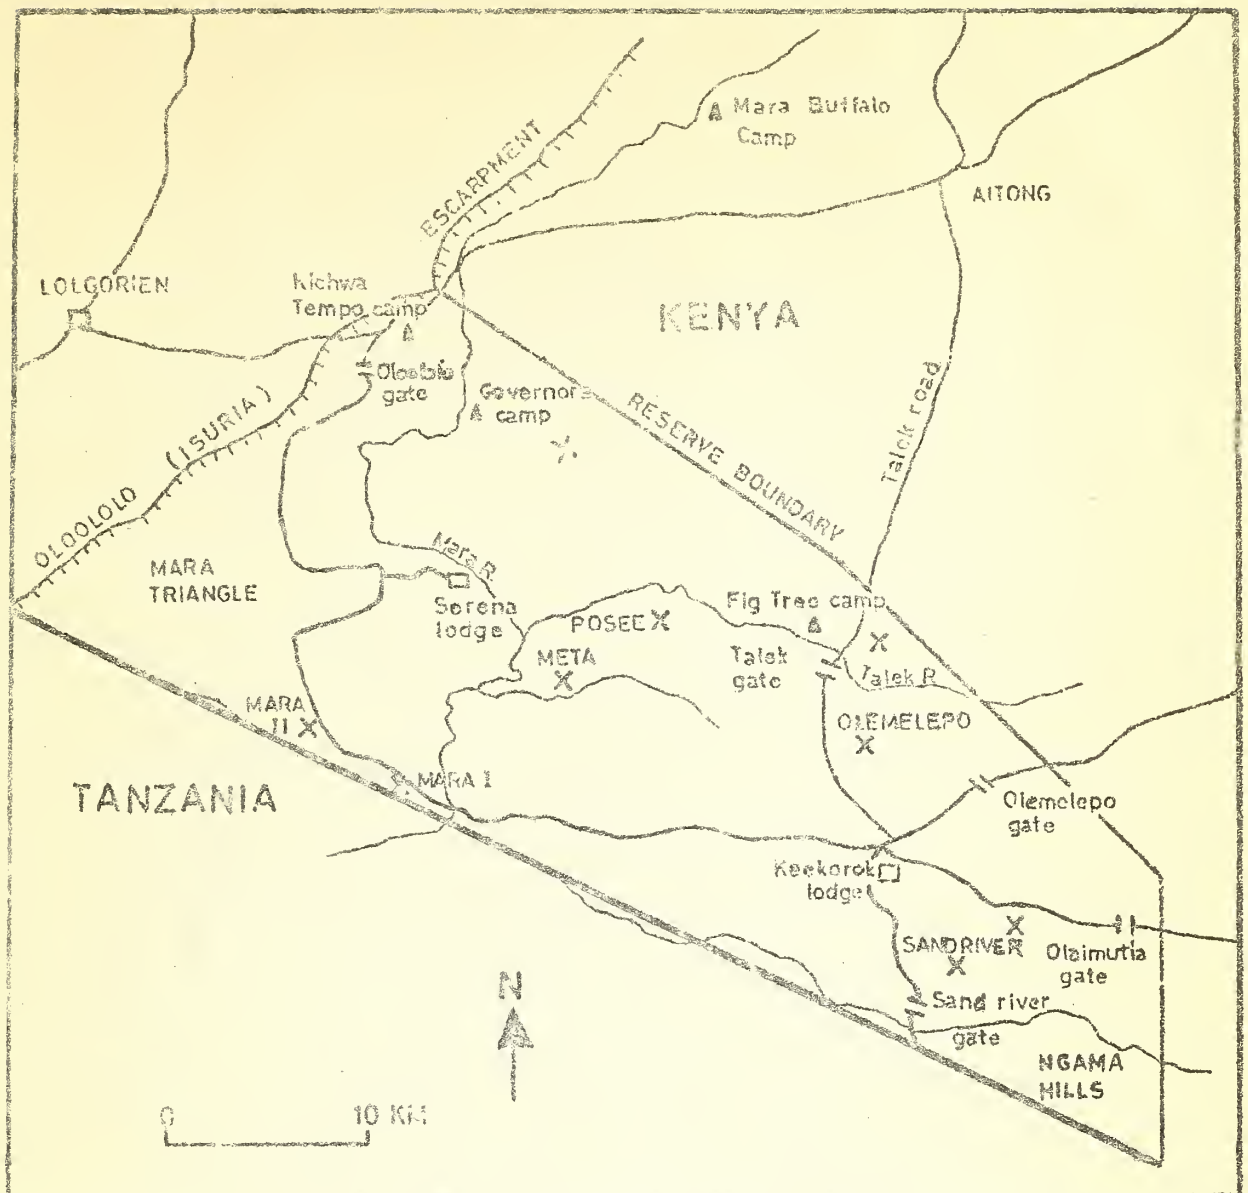 Mara Buffalo
Camp
ESCARPMENT
AITONG
LOLGORIEN
Kichwa
Tempo camp
KENYA
gate
Governors
camp
RESERVE BOUNDARY
Talek road
OLOOLOLO (ISURIA)
Mara R.
MARA
TRIANGLE
Serena
lodge
POSEE
Fig Tree camp
META
Talek
gate
Talek R
MARA
II
OLEMELEPO
MARA I
TANZANIA
Olemelepo
gate
Keekorok
lodge
SANDRIVER
Olaimutia
gate
N
Sand river
gate
NGAMA
HILLS
0 10 KM